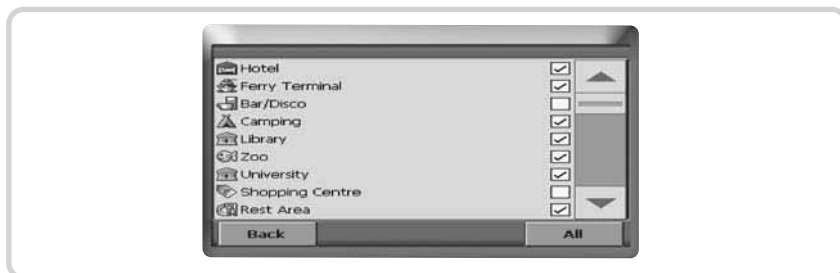 Hotel
Ferry Terminal
Bar/Disco
Camping
Library
Zoo
University
Shopping Centre
Rest Area
Back
All